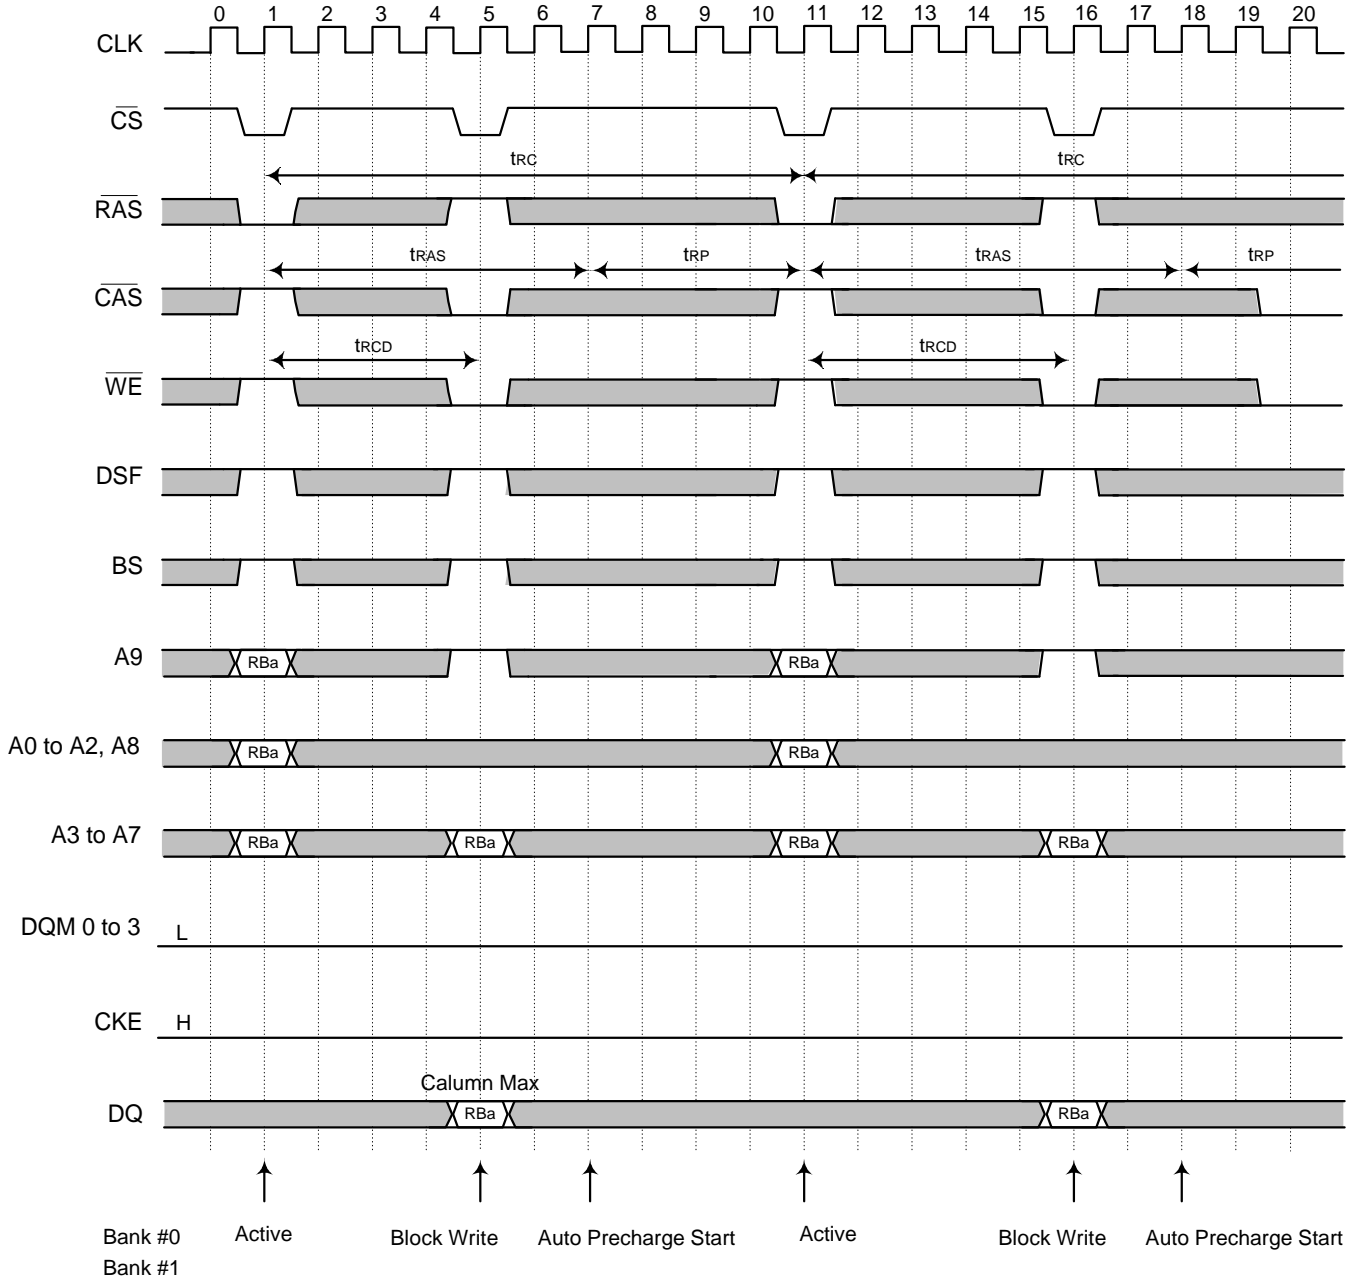 0 1 2 3 4 5 6 7 8 9 10 11 12 13 14 15 16 17 18 19 20
CLK
CS
tRC tRC
RAS
tRAS tRP tRAS tRP
CAS
tRCD tRCD
WE
DSF
BS
A9 RBa RBa
A0 to A2, A8 RBa RBa
A3 to A7 RBa RBa RBa RBa
DQM 0 to 3 L
CKE H
Calumn Max
DQ RBa RBa
Bank #0 Active Block Write Auto Precharge Start Active Block Write Auto Precharge Start
Bank #1